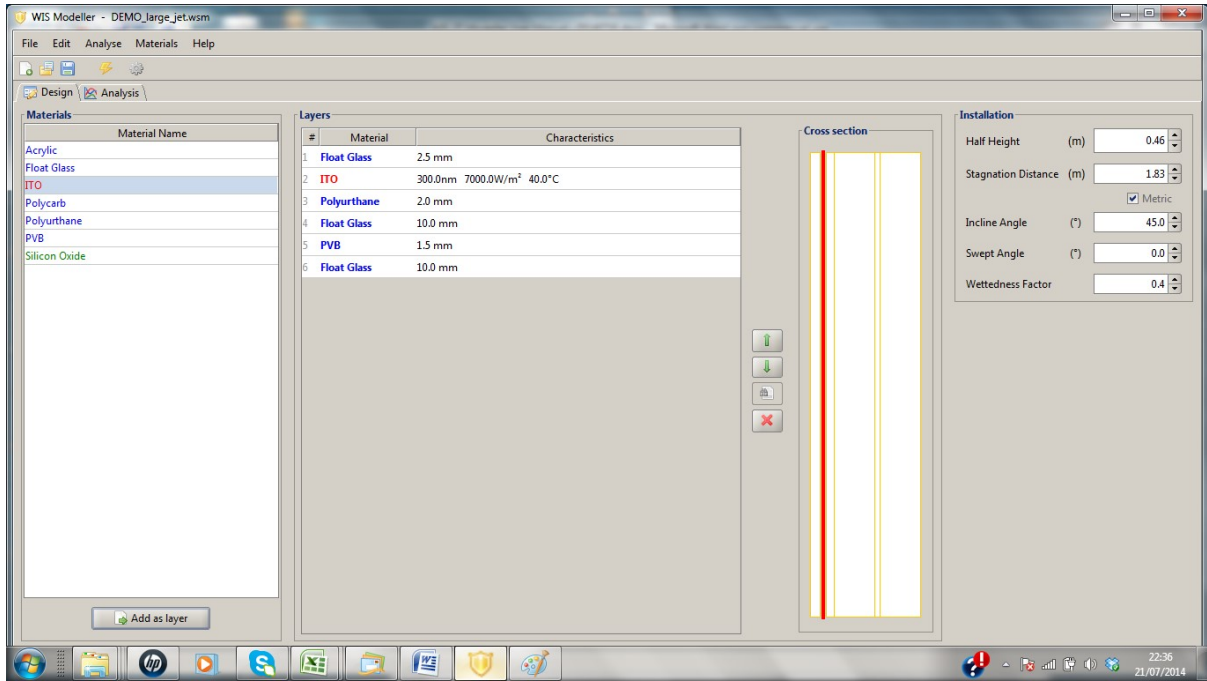 WIS Modeller - DEMO_large_jet.wsm
File Edit Analyse Materials Help
Design Analysis
Materials
Material Name
Acrylic
Float Glass
ITO
Polycarb
Polyurthane
PVB
Silicon Oxide
Add as layer
Layers
# Material Characteristics
1 Float Glass 2.5 mm
2 ITO 300.0nm 7000.0W/m² 40.0°C
3 Polyurthane 2.0 mm
4 Float Glass 10.0 mm
5 PVB 1.5 mm
6 Float Glass 10.0 mm
Cross section
Installation
Half Height (m) 0.46
Stagnation Distance (m) 1.83
Metric
Incline Angle (°) 45.0
Swept Angle (°) 0.0
Wettedness Factor 0.4
hp
22:36
21/07/2014